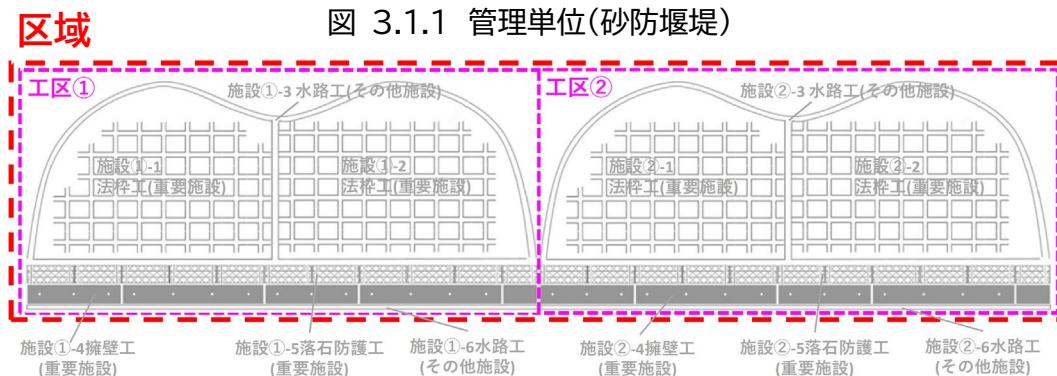 図 3.1.1 管理単位(砂防堰堤)
区域
工区①
施設①-3 水路工(その他施設)
施設①-1
法枠工(重要施設)
施設①-2
法枠工(重要施設)
工区②
施設②-3 水路工(その他施設)
施設②-1
法枠工(重要施設)
施設②-2
法枠工(重要施設)
施設①-4擁壁工
(重要施設)
施設①-5落石防護工
(重要施設)
施設①-6水路工
(その他施設)
施設②-4擁壁工
(重要施設)
施設②-5落石防護工
(重要施設)
施設②-6水路工
(その他施設)